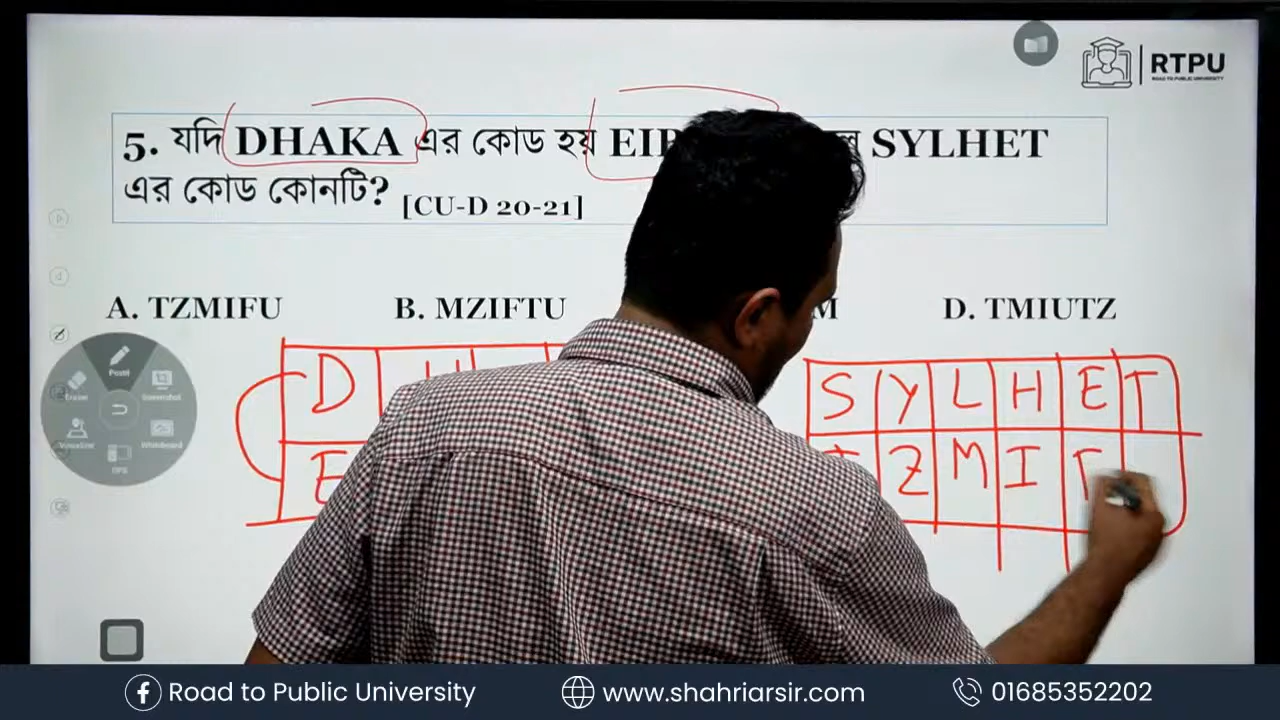 RTPU
ROAD TO PUBLIC UNIVERSITY
5. যদি DHAKA এর কোড হয় SYLHET
এর কোড কোনটি? [CU-D 20-21]
A. TZMIFU B. MZIFTU D. TMIUTZ
D S Y L H E T
E Z M I
Road to Public University www.shahriarsir.com 01685352202